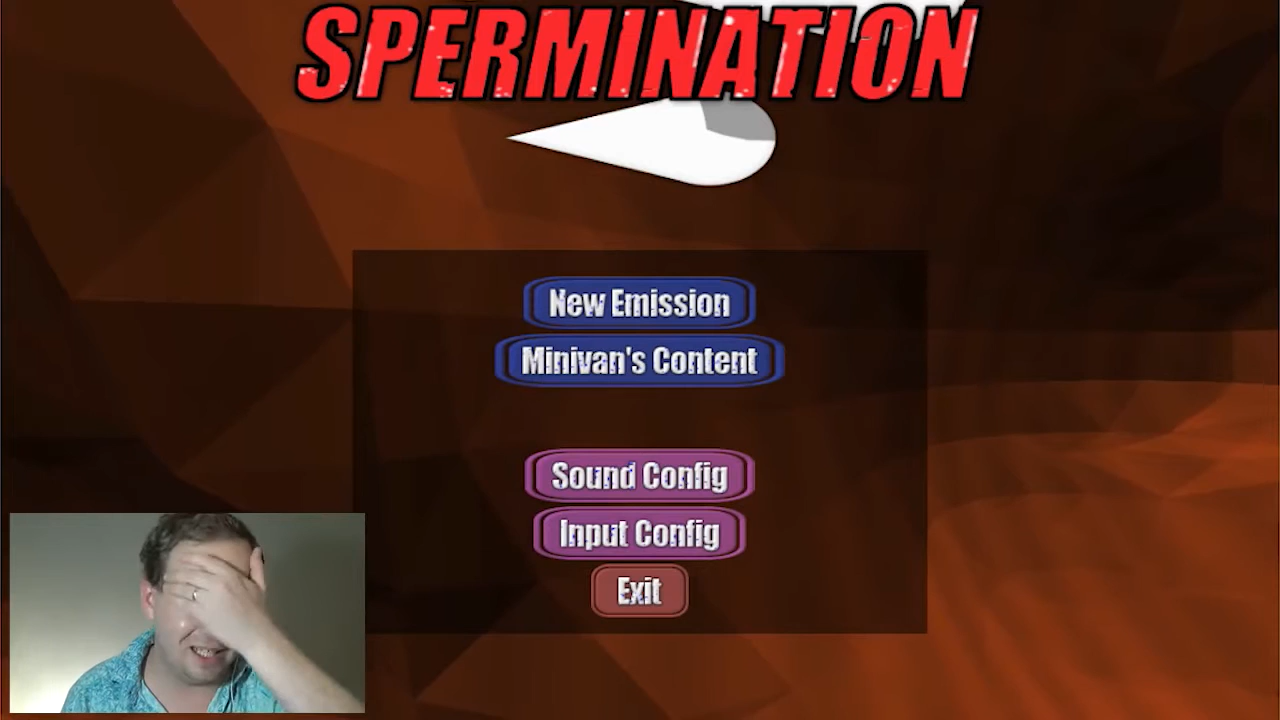 SPERMINATION
New Emission
Minivan's Content
Sound Config
Input Config
Exit